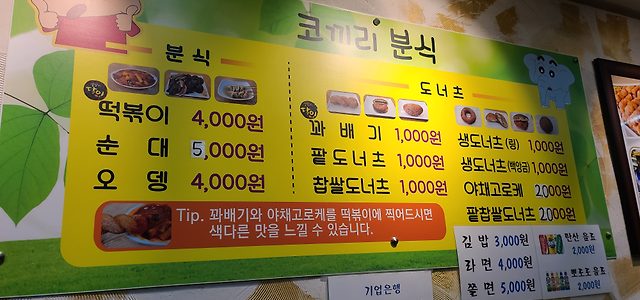 코끼리 분식
분식
떡볶이 4,000원
순대 5,000원
오뎅 4,000원
도너츠
꽈배기 1,000원
팥도너츠 1,000원
찹쌀도너츠 1,000원
생도너츠(링) 1,000원
생도너츠(백앙금) 1,000원
야채고로케 2,000원
팥찹쌀도너츠 2,000원
Tip. 꽈배기와 야채고로케를 떡볶이에 찍어드시면
색다른 맛을 느낄 수 있습니다.
김밥 3,000원
라면 4,000원
쫄면 5,000원
탄산 음료
2,000원
뽀로로 음료
2,000원
기업은행